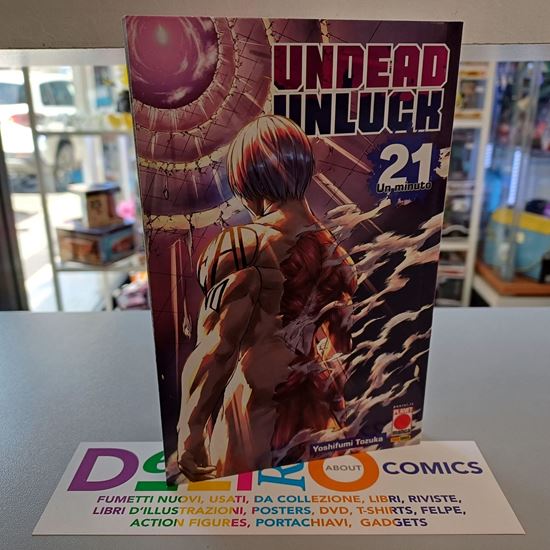 UNDEAD
UNLUCK
21
Un minuto
Yoshifumi Tozuka
PLANET
ABOUT
COMICS
FUMETTI NUOVI, USATI, DA COLLEZIONE, LIBRI, RIVISTE,
LIBRI D'ILLUSTRAZIONI, POSTERS, DVD, T-SHIRTS, FELPE,
ACTION FIGURES, PORTACHIAVI, GADGETS